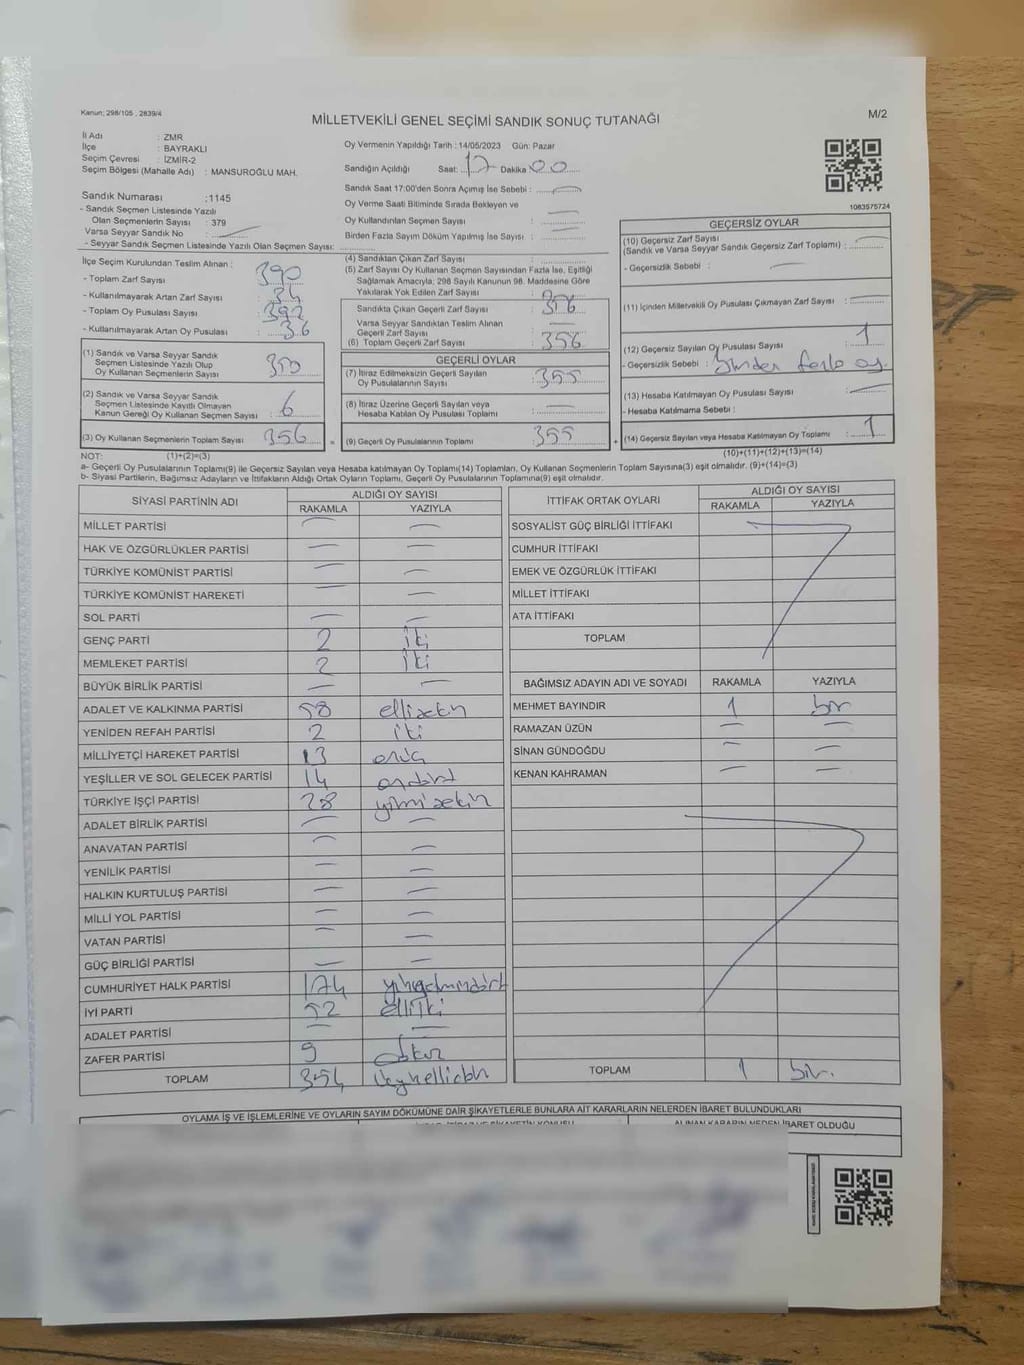 Kanun: 298/105 , 2839/4
M/2
MİLLETVEKİLİ GENEL SEÇİMİ SANDIK SONUÇ TUTANAĞI
İl Adı : ZMR
İlçe : BAYRAKLI
Seçim Çevresi : İZMİR-2
Seçim Bölgesi (Mahalle Adı) : MANSUROĞLU MAH.
Sandık Numarası : 1145
- Sandık Seçmen Listesinde Yazılı
Olan Seçmenlerin Sayısı : 379
Varsa Seyyar Sandık No :
- Seyyar Sandık Seçmen Listesinde Yazılı Olan Seçmen Sayısı:
Oy Vermenin Yapıldığı Tarih : 14/05/2023 Gün: Pazar
Sandığın Açıldığı Saat: 17 Dakika 00
Sandık Saat 17:00'den Sonra Açımış İse Sebebi :
Oy Verme Saati Bitiminde Sırada Bekleyen ve
Oy Kullandırılan Seçmen Sayısı :
Birden Fazla Sayım Döküm Yapılmış İse Sayısı :
1083575724
İlçe Seçim Kurulundan Teslim Alınan :
- Toplam Zarf Sayısı : 390
- Kullanılmayarak Artan Zarf Sayısı : 34
- Toplam Oy Pusulası Sayısı : 392
- Kullanılmayarak Artan Oy Pusulası : 36
(1) Sandık ve Varsa Seyyar Sandık
Seçmen Listesinde Yazılı Olup
Oy Kullanan Seçmenlerin Sayısı : 350
(2) Sandık ve Varsa Seyyar Sandık
Seçmen Listesinde Kayıtlı Olmayan
Kanun Gereği Oy Kullanan Seçmen Sayısı : 6
(3) Oy Kullanan Seçmenlerin Toplam Sayısı : 356
(4) Sandıktan Çıkan Zarf Sayısı :
(5) Zarf Sayısı Oy Kullanan Seçmen Sayısından Fazla İse, Eşitliği
Sağlamak Amacıyla; 298 Sayılı Kanunun 98. Maddesine Göre
Yakılarak Yok Edilen Zarf Sayısı :
Sandıkta Çıkan Geçerli Zarf Sayısı : 356
Varsa Seyyar Sandıktan Teslim Alınan
Geçerli Zarf Sayısı :
(6) Toplam Geçerli Zarf Sayısı : 356
GEÇERLİ OYLAR
(7) İtiraz Edilmeksizin Geçerli Sayılan
Oy Pusulalarının Sayısı : 355
(8) İtiraz Üzerine Geçerli Sayılan veya
Hesaba Katılan Oy Pusulası Toplamı :
(9) Geçerli Oy Pusulalarının Toplamı : 355
GEÇERSİZ OYLAR
(10) Geçersiz Zarf Sayısı
(Sandık ve Varsa Seyyar Sandık Geçersiz Zarf Toplamı) :
- Geçersizlik Sebebi :
(11) İçinden Milletvekili Oy Pusulası Çıkmayan Zarf Sayısı :
(12) Geçersiz Sayılan Oy Pusulası Sayısı : 1
- Geçersizlik Sebebi : birden fazla oy.
(13) Hesaba Katılmayan Oy Pusulası Sayısı :
- Hesaba Katılmama Sebebi :
(14) Geçersiz Sayılan veya Hesaba Katılmayan Oy Toplamı : 1
NOT: (1)+(2)=(3)
(10)+(11)+(12)+(13)=(14)
a- Geçerli Oy Pusulalarının Toplamı(9) ile Geçersiz Sayılan veya Hesaba katılmayan Oy Toplamı(14) Toplamları, Oy Kullanan Seçmenlerin Toplam Sayısına(3) eşit olmalıdır. (9)+(14)=(3)
b- Siyasi Partilerin, Bağımsız Adayların ve İttifakların Aldığı Ortak Oyların Toplamı, Geçerli Oy Pusulalarının Toplamına(9) eşit olmalıdır.
SİYASİ PARTİNİN ADI ALDIĞI OY SAYISI
RAKAMLA YAZIYLA
MİLLET PARTİSİ
HAK VE ÖZGÜRLÜKLER PARTİSİ
TÜRKİYE KOMÜNİST PARTİSİ
TÜRKİYE KOMÜNİST HAREKETİ
SOL PARTİ
GENÇ PARTİ 2 iki
MEMLEKET PARTİSİ 2 iki
BÜYÜK BİRLİK PARTİSİ
ADALET VE KALKINMA PARTİSİ 58 ellisekiz
YENİDEN REFAH PARTİSİ 2 iki
MİLLİYETÇİ HAREKET PARTİSİ 13 onüç
YEŞİLLER VE SOL GELECEK PARTİSİ 14 ondört
TÜRKİYE İŞÇİ PARTİSİ 28 yirmisekiz
ADALET BİRLİK PARTİSİ
ANAVATAN PARTİSİ
YENİLİK PARTİSİ
HALKIN KURTULUŞ PARTİSİ
MİLLİ YOL PARTİSİ
VATAN PARTİSİ
GÜÇ BİRLİĞİ PARTİSİ
CUMHURİYET HALK PARTİSİ 174
İYİ PARTİ 52 elliiki
ADALET PARTİSİ
ZAFER PARTİSİ 9 dokuz
TOPLAM 354
İTTİFAK ORTAK OYLARI ALDIĞI OY SAYISI
RAKAMLA YAZIYLA
SOSYALİST GÜÇ BİRLİĞİ İTTİFAKI
CUMHUR İTTİFAKI
EMEK VE ÖZGÜRLÜK İTTİFAKI
MİLLET İTTİFAKI
ATA İTTİFAKI
TOPLAM
BAĞIMSIZ ADAYIN ADI VE SOYADI RAKAMLA YAZIYLA
MEHMET BAYINDIR 1 bir
RAMAZAN ÜZÜN
SİNAN GÜNDOĞDU
KENAN KAHRAMAN
TOPLAM 1 bir.
OYLAMA İŞ VE İŞLEMLERİNE VE OYLARIN SAYIM DÖKÜMÜNE DAİR ŞİKAYETLERLE BUNLARA AİT KARARLARIN NELERDEN İBARET BULUNDUKLARI
ALINAN KARARIN NEDEN İBARET OLDUĞU